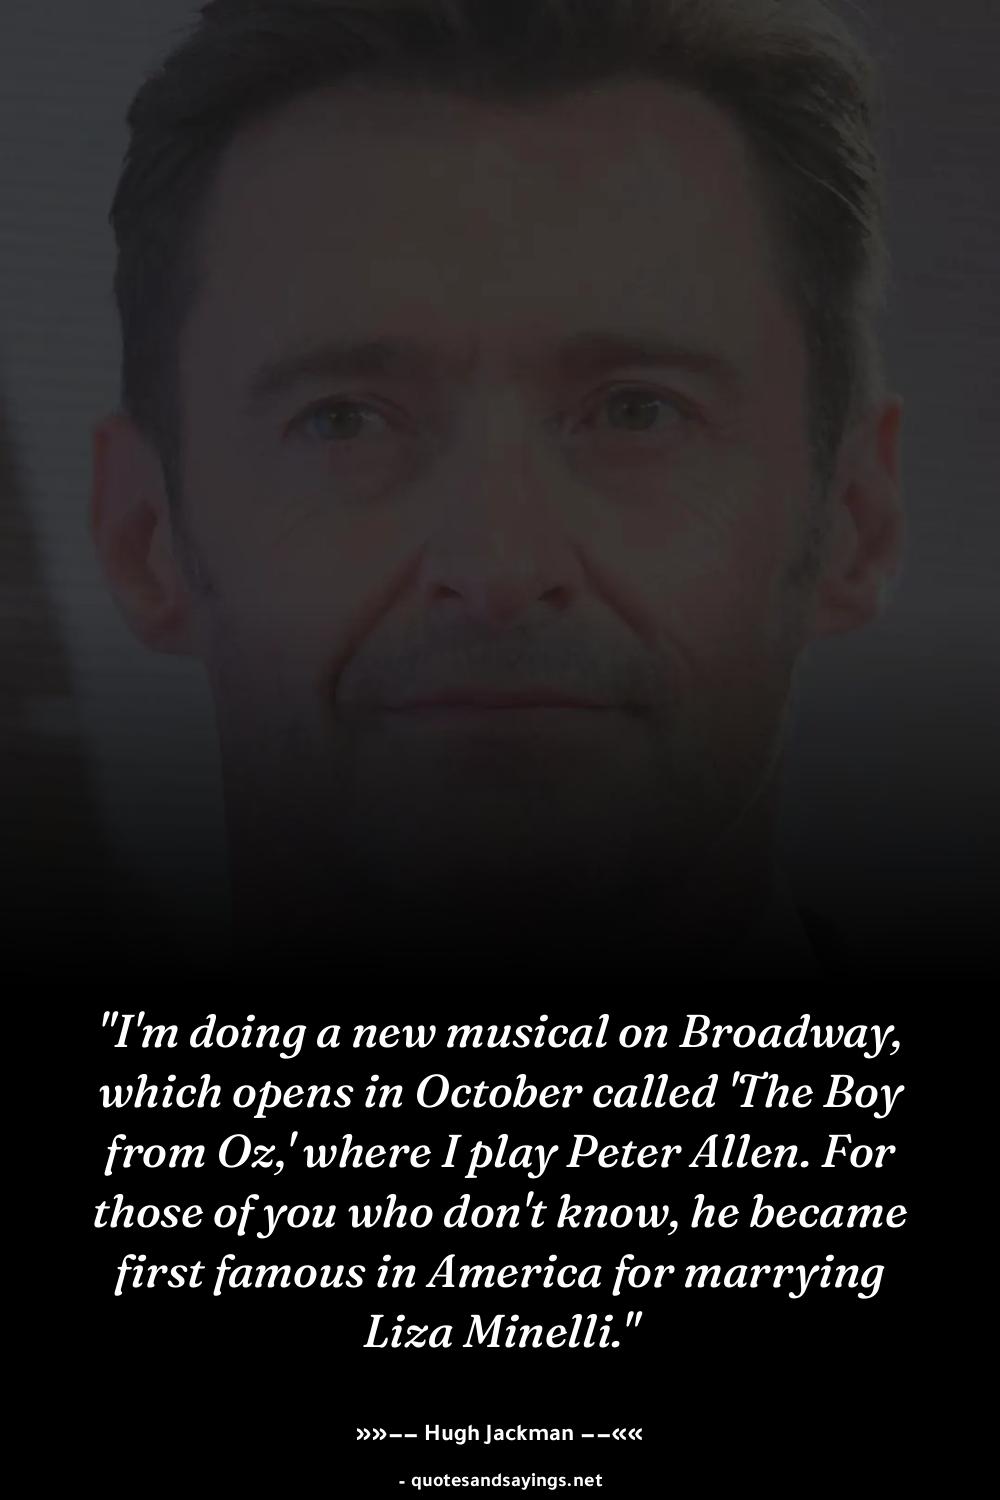 "I'm doing a new musical on Broadway,
which opens in October called 'The Boy
from Oz,' where I play Peter Allen. For
those of you who don't know, he became
first famous in America for marrying
Liza Minelli."
»»–– Hugh Jackman ––««
- quotesandsayings.net